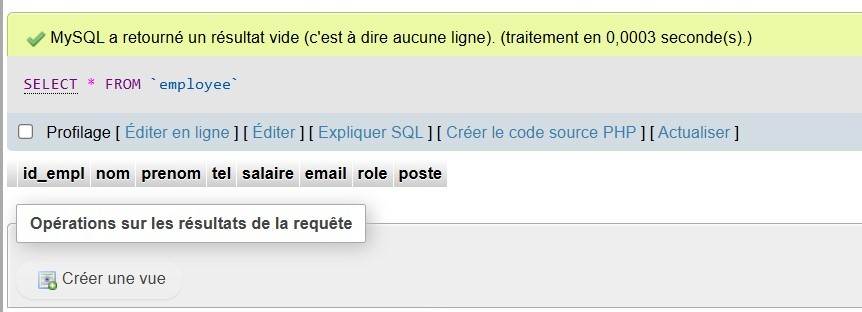 MySQL a retourné un résultat vide (c'est à dire aucune ligne). (traitement en 0,0003 seconde(s).)
SELECT * FROM `employee`
Profilage [ Éditer en ligne ] [ Éditer ] [ Expliquer SQL ] [ Créer le code source PHP ] [ Actualiser ]
id_empl nom prenom tel salaire email role poste
Opérations sur les résultats de la requête
Créer une vue